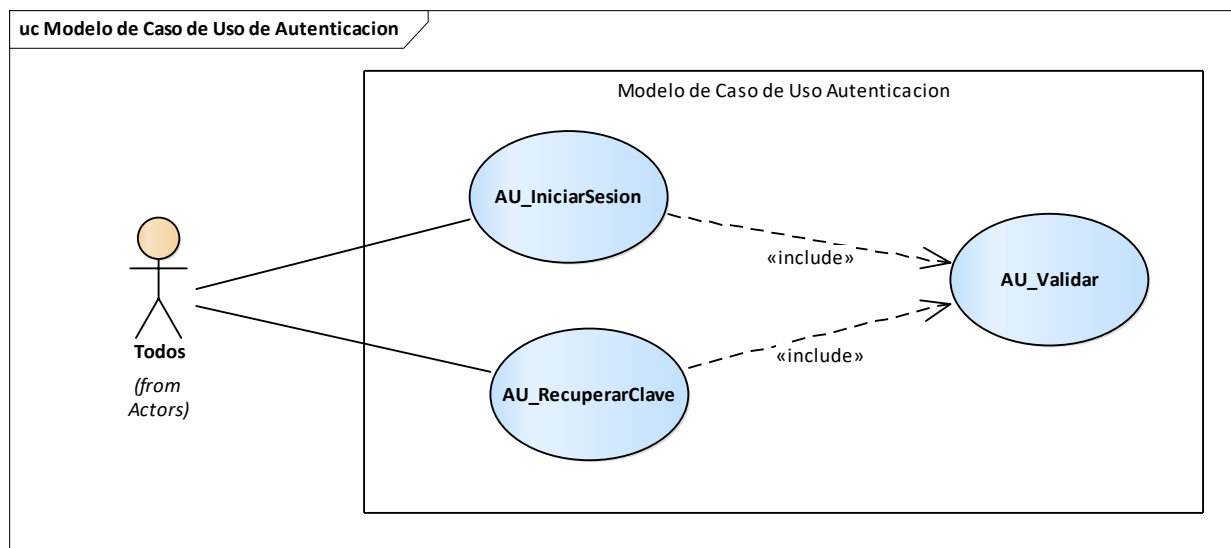 uc Modelo de Caso de Uso de Autenticacion
Modelo de Caso de Uso Autenticacion
AU_IniciarSesion
«include»
AU_Validar
Todos
(from
Actors)
«include»
AU_RecuperarClave